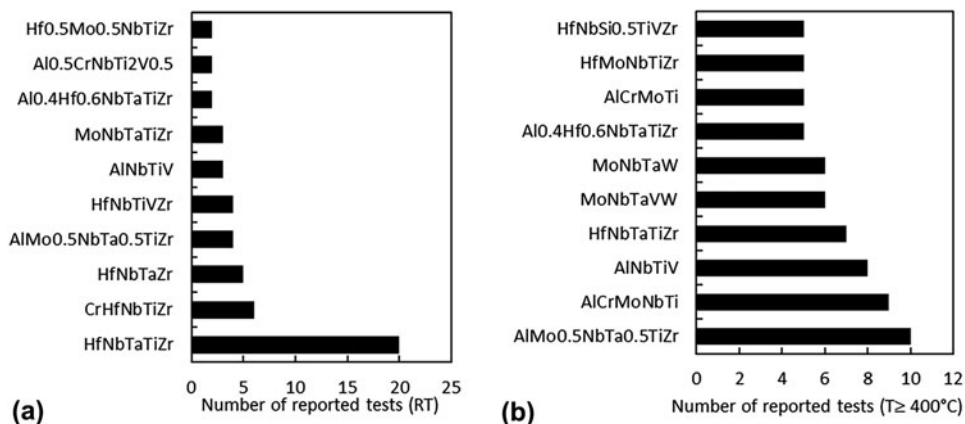 Hf0.5Mo0.5NbTiZr
Al0.5CrNbTi2V0.5
Al0.4Hf0.6NbTaTiZr
MoNbTaTiZr
AlNbTiV
HfNbTiVZr
AlMo0.5NbTa0.5TiZr
HfNbTaZr
CrHfNbTiZr
HfNbTaTiZr
0 5 10 15 20 25
(a) Number of reported tests (RT)
HfNbSi0.5TiVZr
HfMoNbTiZr
AlCrMoTi
Al0.4Hf0.6NbTaTiZr
MoNbTaW
MoNbTaVW
HfNbTaTiZr
AlNbTiV
AlCrMoNbTi
AlMo0.5NbTa0.5TiZr
0 2 4 6 8 10 12
(b) Number of reported tests (T≥ 400°C)